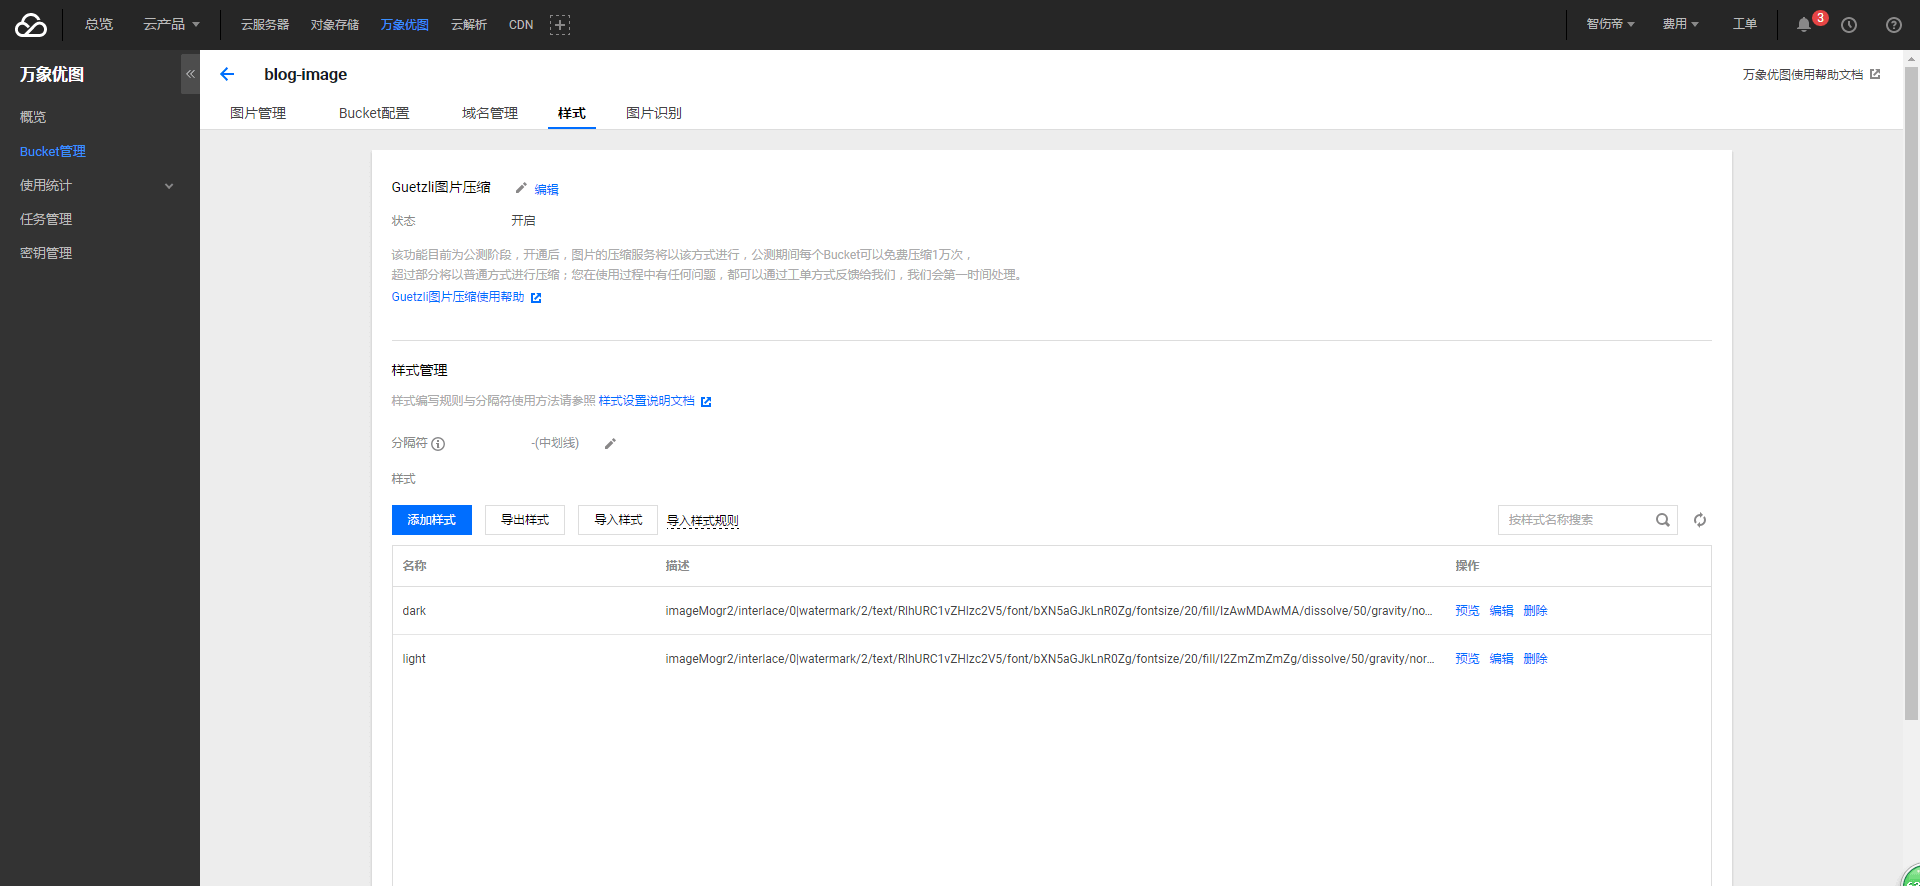 总览 云产品 云服务器 对象存储 万象优图 云解析 CDN 智伤帝 费用 工单 3
万象优图
概览
Bucket管理
使用统计
任务管理
密钥管理
blog-image 万象优图使用帮助文档
图片管理 Bucket配置 域名管理 样式 图片识别
Guetzli图片压缩 编辑
状态 开启
该功能目前为公测阶段，开通后，图片的压缩服务将以该方式进行，公测期间每个Bucket可以免费压缩1万次，
超过部分将以普通方式进行压缩；您在使用过程中有任何问题，都可以通过工单方式反馈给我们，我们会第一时间处理。
Guetzli图片压缩使用帮助
样式管理
样式编写规则与分隔符使用方法请参照 样式设置说明文档
分隔符 -(中划线)
样式
添加样式 导出样式 导入样式 导入样式规则 按样式名称搜索
名称 描述 操作
dark imageMogr2/interlace/0|watermark/2/text/RlhURC1vZHlzc2V5/font/bXN5aGJkLnR0Zg/fontsize/20/fill/IzAwMDAwMA/dissolve/50/gravity/no... 预览 编辑 删除
light imageMogr2/interlace/0|watermark/2/text/RlhURC1vZHlzc2V5/font/bXN5aGJkLnR0Zg/fontsize/20/fill/I2ZmZmZmZg/dissolve/50/gravity/nor... 预览 编辑 删除